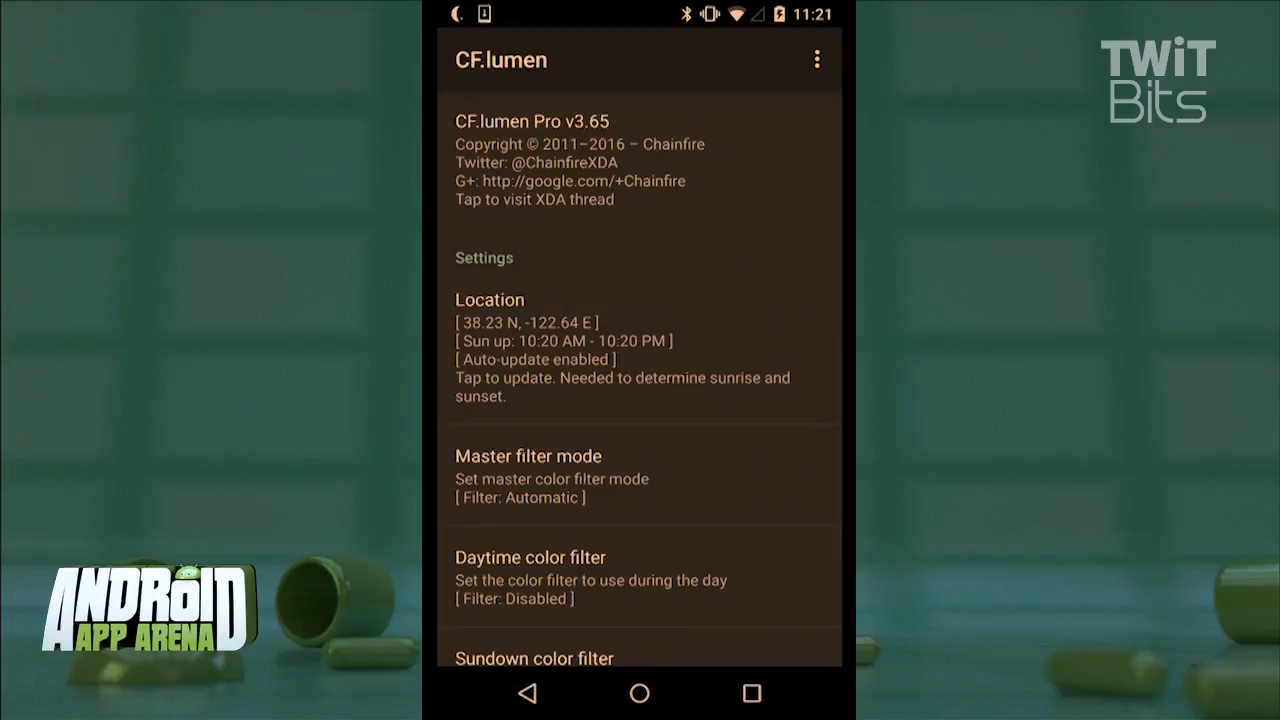 11:21
CF.lumen
TWiT
Bits
CF.lumen Pro v3.65
Copyright © 2011–2016 – Chainfire
Twitter: @ChainfireXDA
G+: http://google.com/+Chainfire
Tap to visit XDA thread
Settings
Location
[ 38.23 N, -122.64 E ]
[ Sun up: 10:20 AM - 10:20 PM ]
[ Auto-update enabled ]
Tap to update. Needed to determine sunrise and
sunset.
Master filter mode
Set master color filter mode
[ Filter: Automatic ]
Daytime color filter
Set the color filter to use during the day
[ Filter: Disabled ]
Sundown color filter
ANDROID
APP ARENA